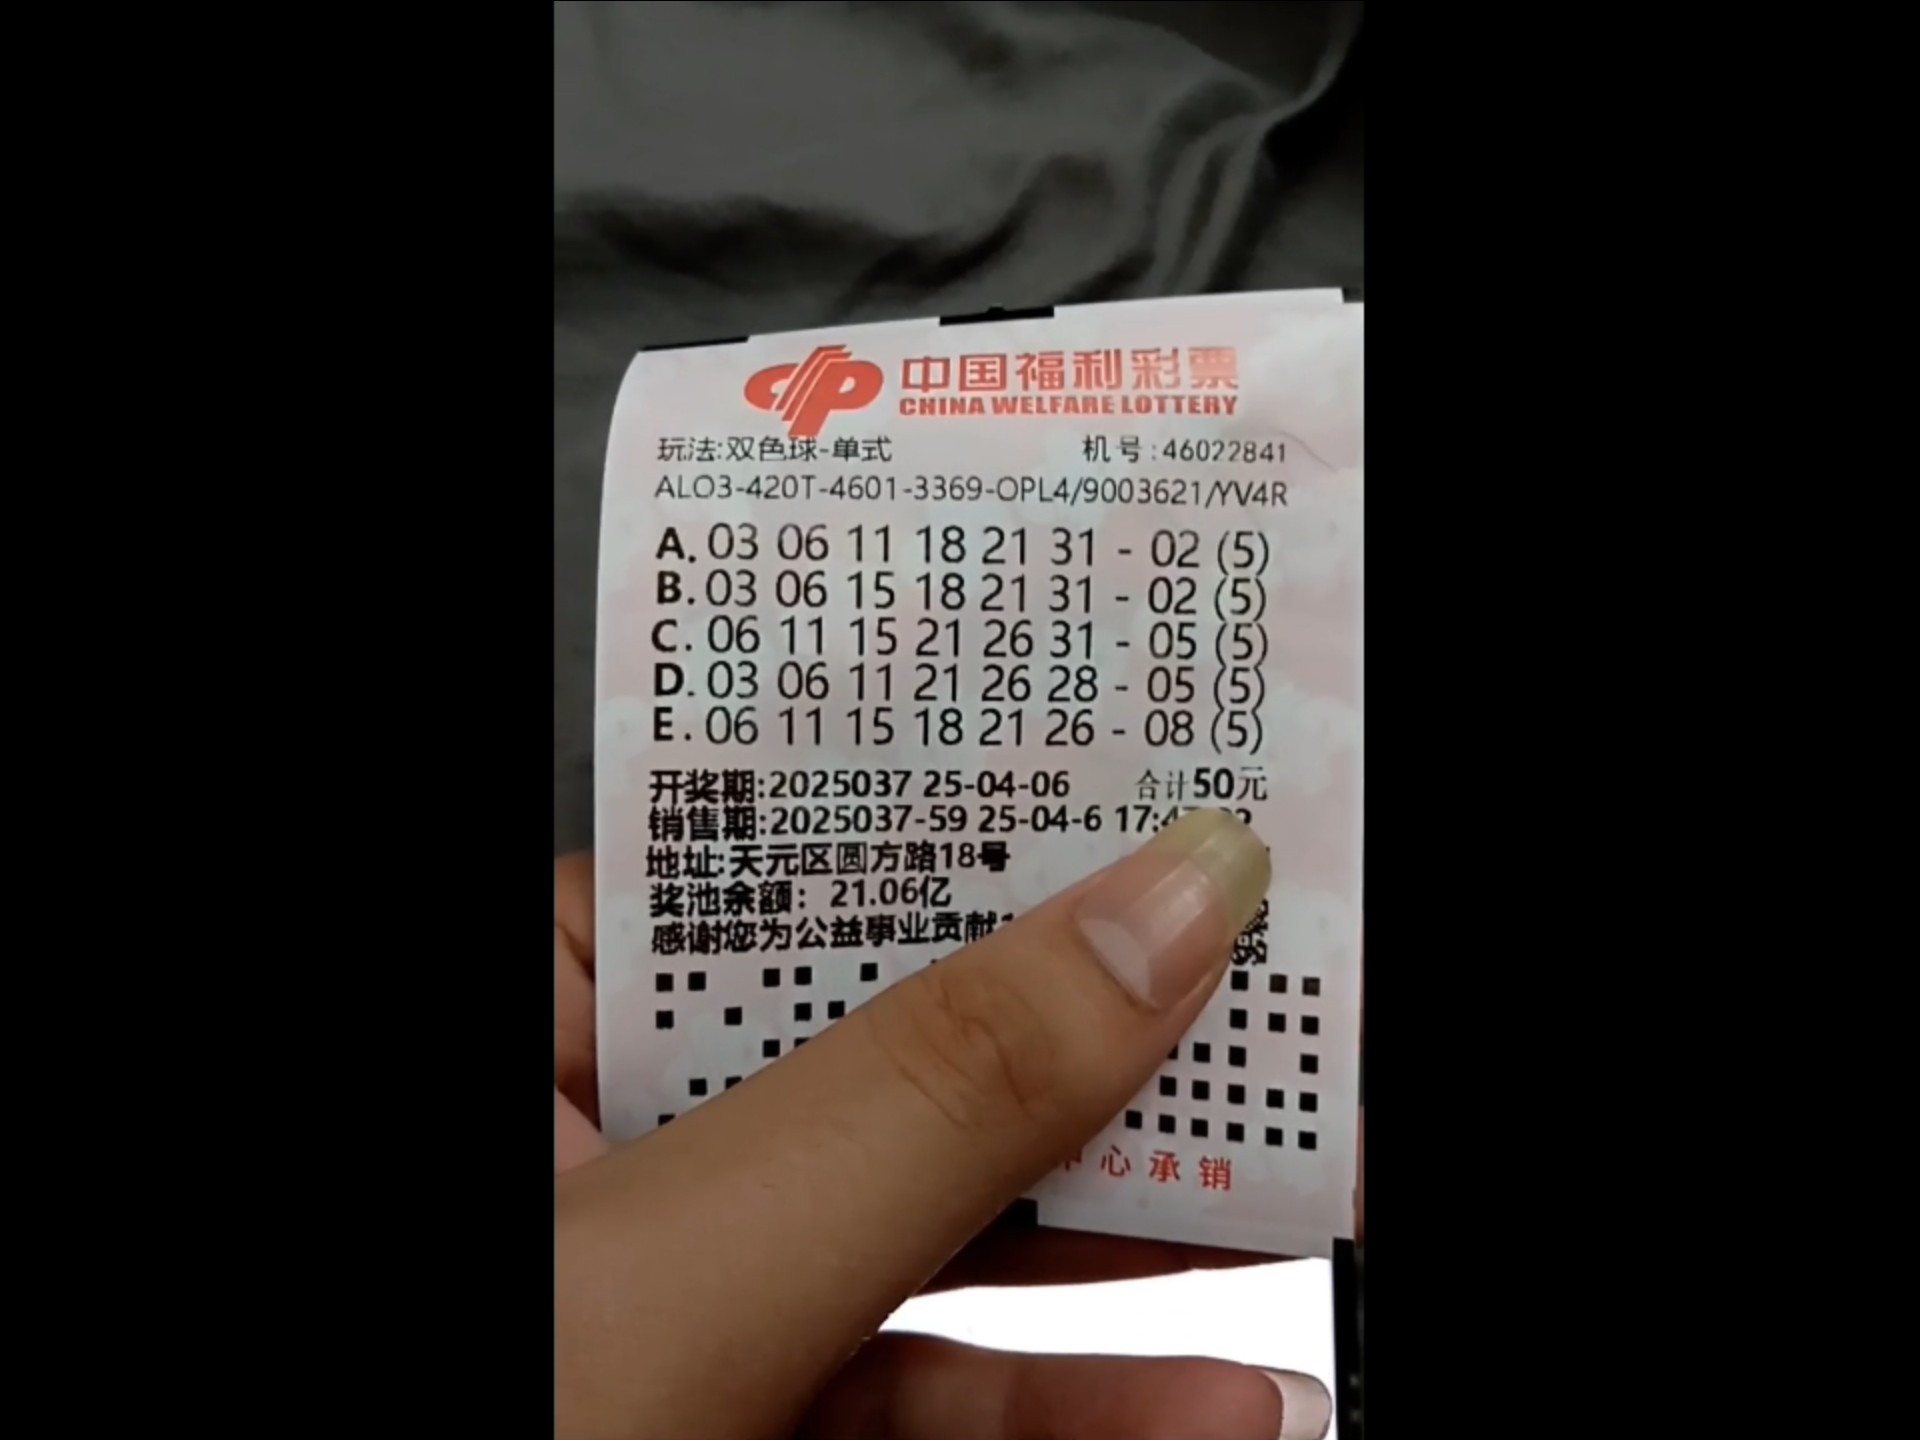 中国福利彩票
CHINA WELFARE LOTTERY
玩法:双色球-单式 机号:46022841
ALO3-420T-4601-3369-OPL4/9003621/YV4R
A. 03 06 11 18 21 31 - 02 (5)
B. 03 06 15 18 21 31 - 02 (5)
C. 06 11 15 21 26 31 - 05 (5)
D. 03 06 11 21 26 28 - 05 (5)
E. 06 11 15 18 21 26 - 08 (5)
开奖期:2025037 25-04-06 合计50元
销售期:2025037-59 25-04-6 17:4
地址:天元区圆方路18号
奖池余额：21.06亿
感谢您为公益事业贡献
心承销